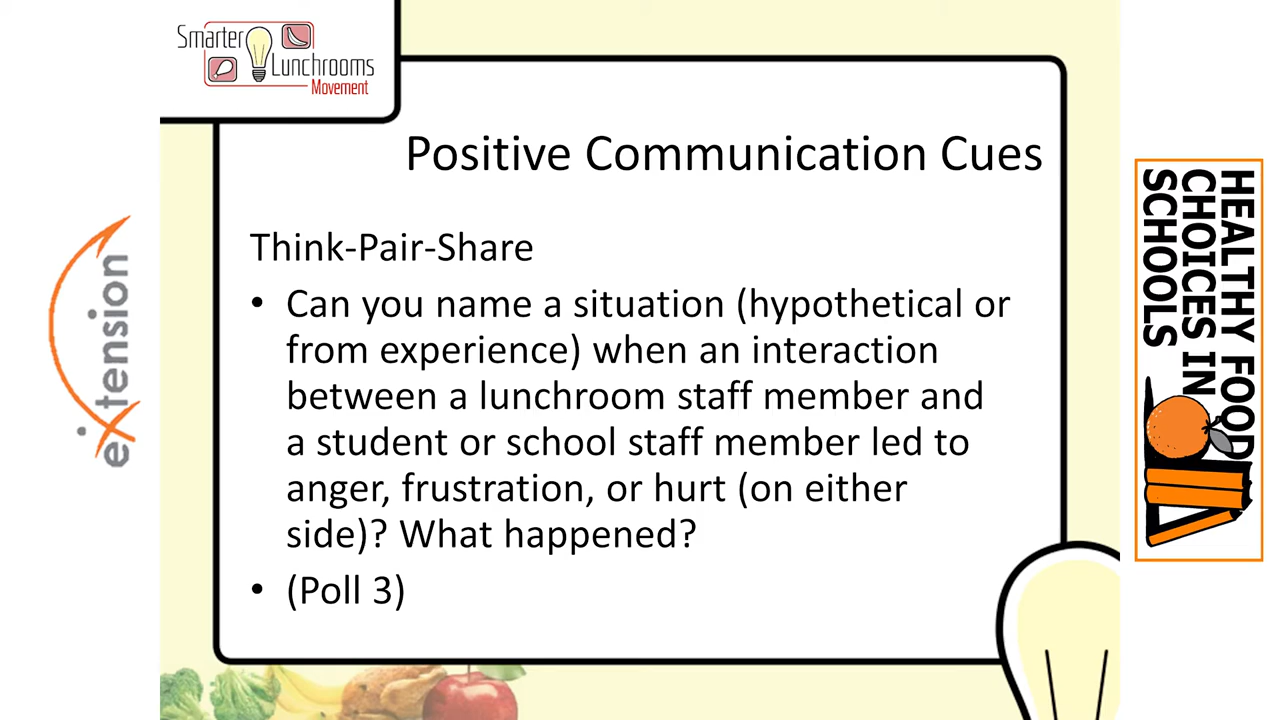 Smarter
Lunchrooms
Movement
Positive Communication Cues
Think-Pair-Share
• Can you name a situation (hypothetical or
from experience) when an interaction
between a lunchroom staff member and
a student or school staff member led to
anger, frustration, or hurt (on either
side)? What happened?
• (Poll 3)
eXtension
HEALTHY FOOD
CHOICES IN
SCHOOLS